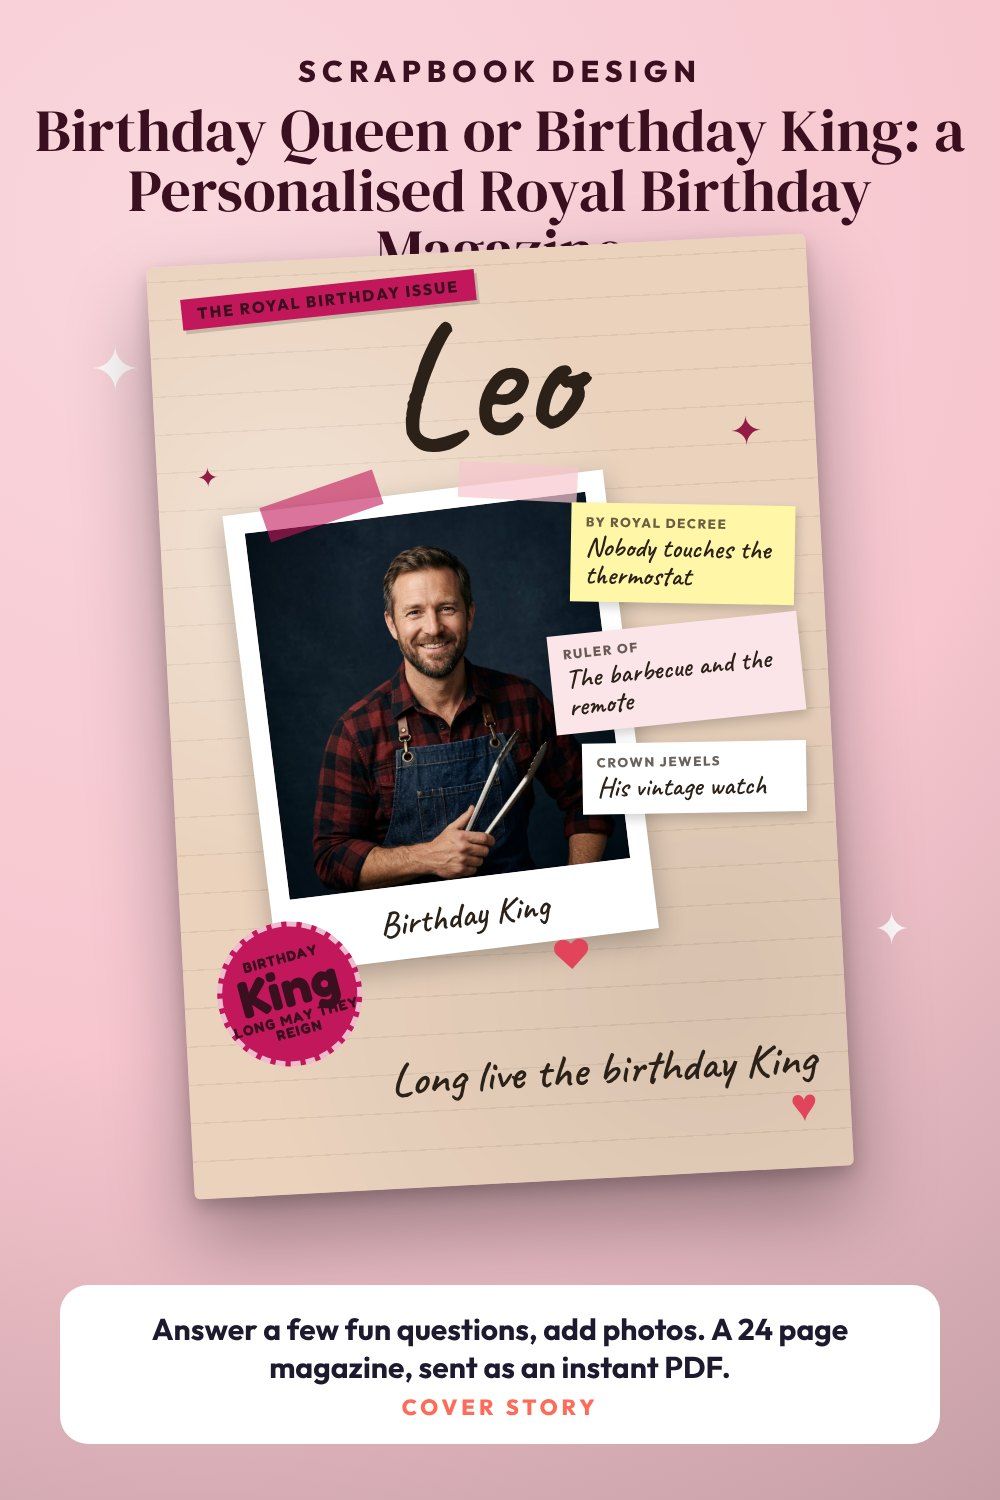 SCRAPBOOK DESIGN
Birthday Queen or Birthday King: a
Personalised Royal Birthday
Magazine
THE ROYAL BIRTHDAY ISSUE
Leo
BY ROYAL DECREE
Nobody touches the
thermostat
RULER OF
The barbecue and the
remote
CROWN JEWELS
His vintage watch
Birthday King
BIRTHDAY
King
LONG MAY THEY
REIGN
Long live the birthday King
Answer a few fun questions, add photos. A 24 page
magazine, sent as an instant PDF.
COVER STORY